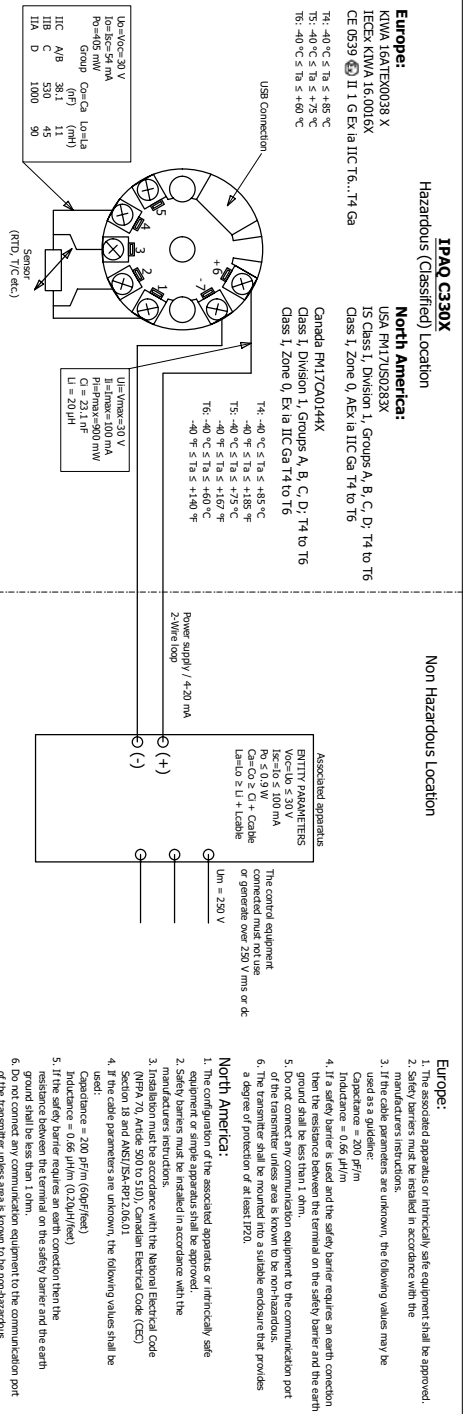 IPAQ C330X
Hazardous (Classified) Location
Non Hazardous Location
Europe:
KIWA 16ATEX0038 X
IECEx KIWA 16.0016X
CE 0539 II 1 G Ex ia IIC T6...T4 Ga
T4: -40 °C ≤ Ta ≤ +85 °C
T5: -40 °C ≤ Ta ≤ +75 °C
T6: -40 °C ≤ Ta ≤ +60 °C
North America:
USA FM17US0283X
IS Class I, Division 1, Groups A, B, C, D; T4 to T6
Class I, Zone 0, AEx ia IIC Ga T4 to T6
Canada FM17CA0144X
Class I, Division 1, Groups A, B, C, D; T4 to T6
Class I, Zone 0, Ex ia IIC Ga T4 to T6
T4: -40 °C ≤ Ta ≤ +85 °C
-40 °F ≤ Ta ≤ +185 °F
T5: -40 °C ≤ Ta ≤ +75 °C
-40 °F ≤ Ta ≤ +167 °F
T6: -40 °C ≤ Ta ≤ +60 °C
-40 °F ≤ Ta ≤ +140 °F
USB Connection
Uo=Voc=30 V
Io=Isc=54 mA
Po=405 mW
Group Co=Ca Lo=La
(nF) (mH)
IIC A/B 38.1 11
IIB C 530 45
IIA D 1000 90
5
4
3
2
1
+6
-7
Sensor
(RTD, T/C etc.)
Ui=Vmax=30 V
Ii=Imax=100 mA
Pi=Pmax=900 mW
Ci = 23.1 nF
Li = 20 µH
Power supply / 4-20 mA
2-Wire loop
(+)
(-)
Associated apparatus
ENTITY PARAMETERS
Voc=Uo ≤ 30 V
Isc=Io ≤ 100 mA
Po ≤ 0.9 W
Ca=Co ≥ Ci + Ccable
La=Lo ≥ Li + Lcable
Um = 250 V
The control equipment
connected must not use
or generate over 250 V rms or dc
Europe:
1. The associated apparatus or intrinsically safe equipment shall be approved.
2. Safety barriers must be installed in accordance with the
manufacturers instructions.
3. If the cable parameters are unknown, the following values may be
used as a guideline:
Capacitance = 200 pF/m
Inductance = 0.66 µH/m
4. If a safety barrier is used and the safety barrier requires an earth conection
then the resistance between the terminal on the safety barrier and the earth
ground shall be less than 1 ohm.
5. Do not connect any communication equipment to the communication port
of the transmitter unless area is known to be non-hazardous.
6. The transmitter shall be mounted into a suitable enclosure that provides
a degree of protection of at least IP20.
North America:
1. The configuration of the associated apparatus or intrinsically safe
equipment or simple apparatus shall be approved.
2. Safety barriers must be installed in accordance with the
manufacturers instructions.
3. Installation must be accordance with the National Electrical Code
(NFPA 70, Article 500 to 510), Canadian Electrical Code (CEC)
Section 18 and ANSI/ISA-RP12.06.01
4. If the cable parameters are unknown, the following values shall be
used:
Capacitance = 200 pF/m (60pF/feet)
Inductance = 0.66 µH/m (0.20µH/feet)
5. If the safety barrier requires an earth conection then the
resistance between the terminal on the safety barrier and the earth
ground shall be less than 1 ohm.
6. Do not connect any communication equipment to the communication port
of the transmitter unless area is known to be non-hazardous.